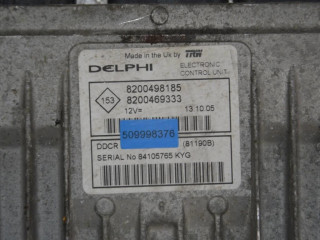 Made in the Uk by TRW
DELPHI
ELECTRONIC
CONTROL UNIT
153
8200498185
8200469333
12V=
13.10.05
509998376
DDCR
(81190B)
SERIAL No 84105765 KYG